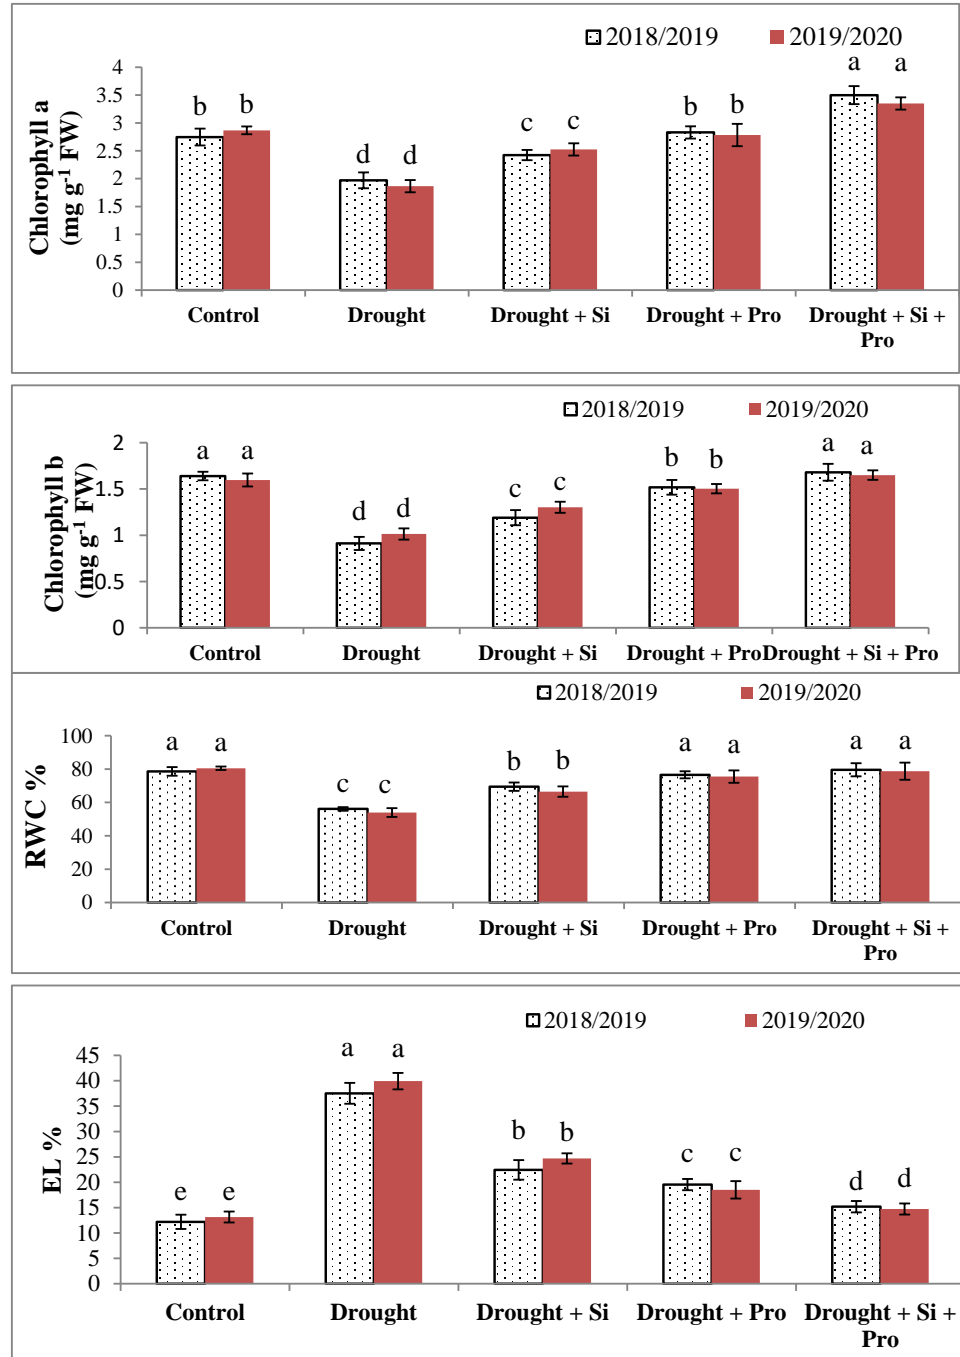 2018/2019 2019/2020
Chlorophyll a
(mg g-1 FW)
4
3.5
3
2.5
2
1.5
1
0.5
0
b b d d c c b b a a
Control Drought Drought + Si Drought + Pro Drought + Si +
Pro
2018/2019 2019/2020
Chlorophyll b
(mg g-1 FW)
2
1.5
1
0.5
0
a a d d c c b b a a
Control Drought Drought + Si Drought + Pro Drought + Si + Pro
2018/2019 2019/2020
RWC %
100
80
60
40
20
0
a a c c b b a a a a
Control Drought Drought + Si Drought + Pro Drought + Si +
Pro
2018/2019 2019/2020
EL %
45
40
35
30
25
20
15
10
5
0
e e a a b b c c d d
Control Drought Drought + Si Drought + Pro Drought + Si +
Pro